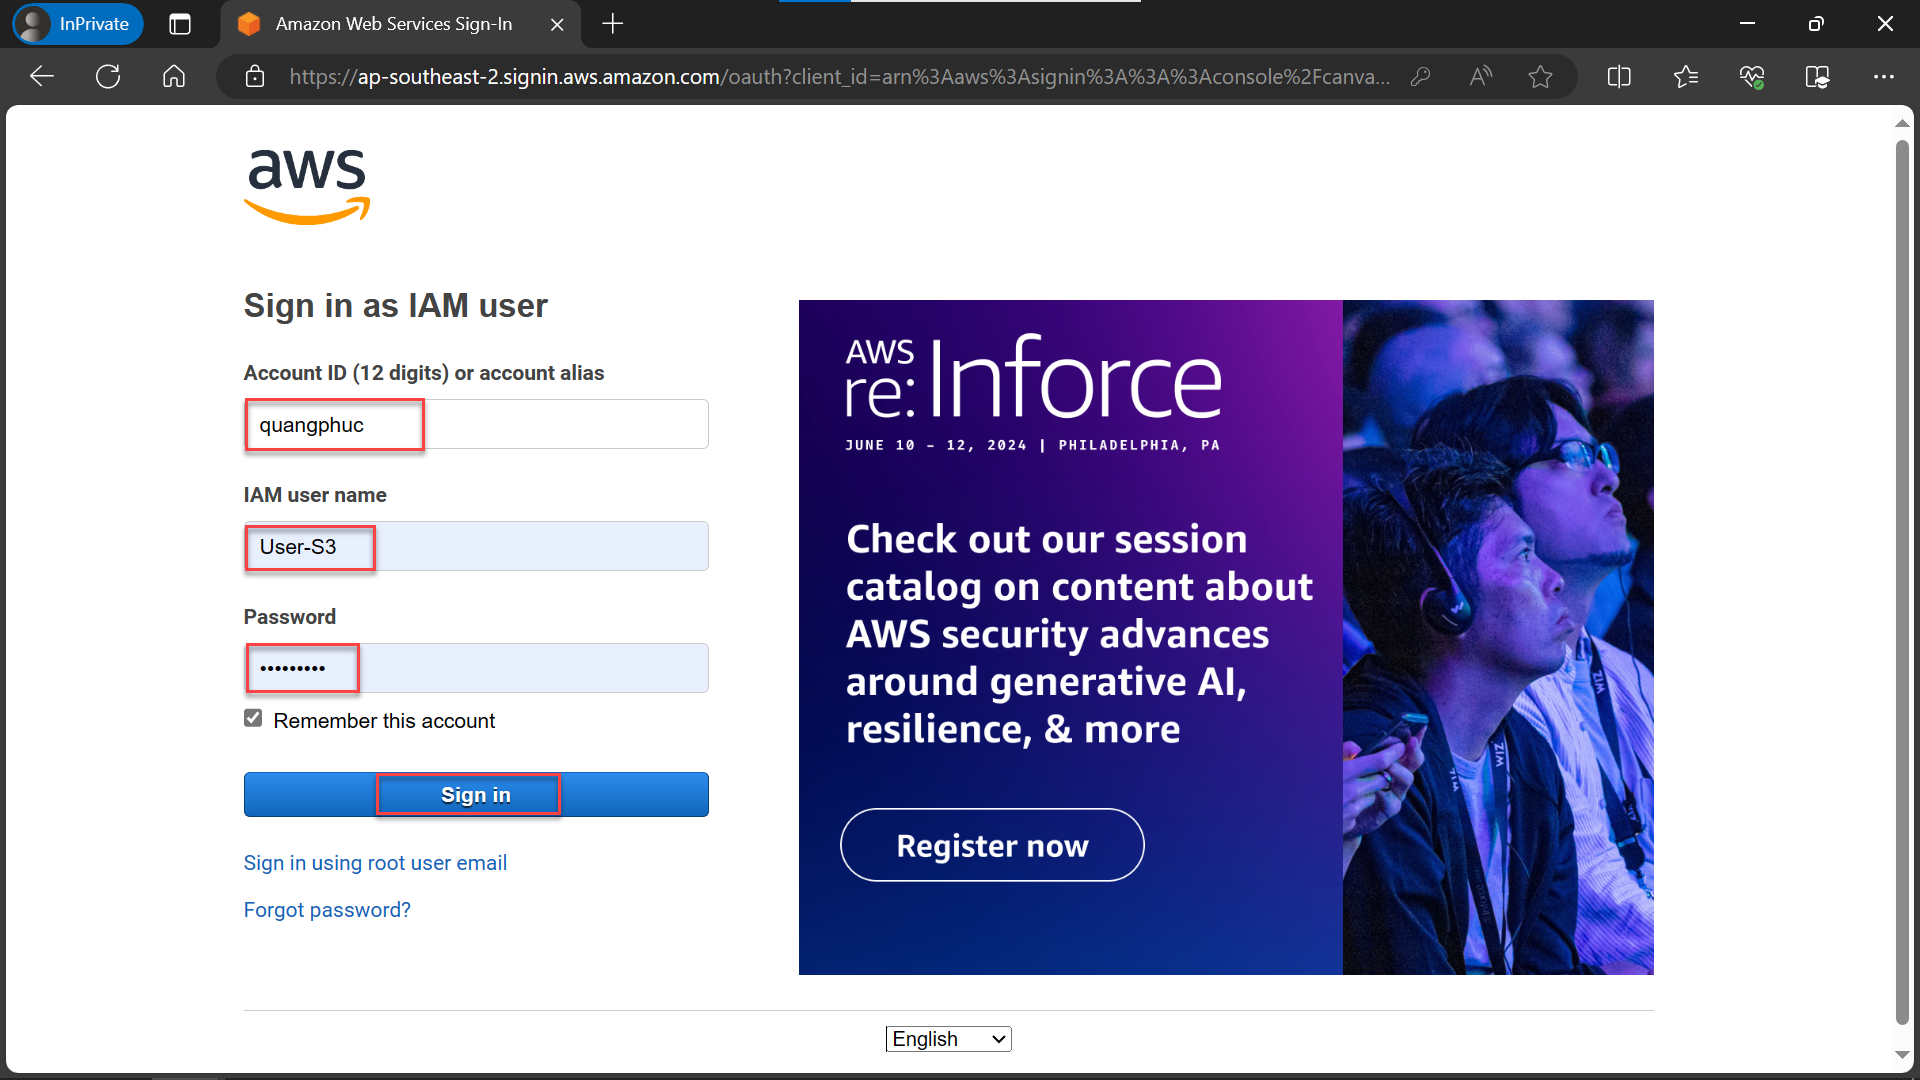 InPrivate
Amazon Web Services Sign-In
https://ap-southeast-2.signin.aws.amazon.com/oauth?client_id=arn%3Aaws%3Asignin%3A%3A%3Aconsole%2Fcanva...
aws
Sign in as IAM user
Account ID (12 digits) or account alias
quangphuc
IAM user name
User-S3
Password
•••••••••
Remember this account
Sign in
Sign in using root user email
Forgot password?
AWS
re:Inforce
JUNE 10 – 12, 2024 | PHILADELPHIA, PA
Check out our session
catalog on content about
AWS security advances
around generative AI,
resilience, & more
Register now
WIZ
WIZ
WIZ
English